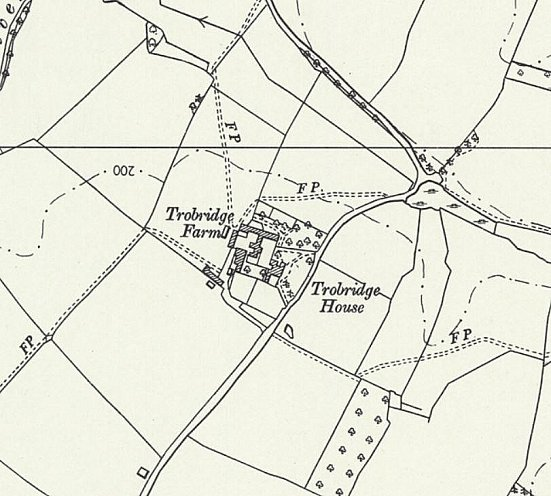 FP
200
FP
Trobridge
Farm
Trobridge
House
FP
FP